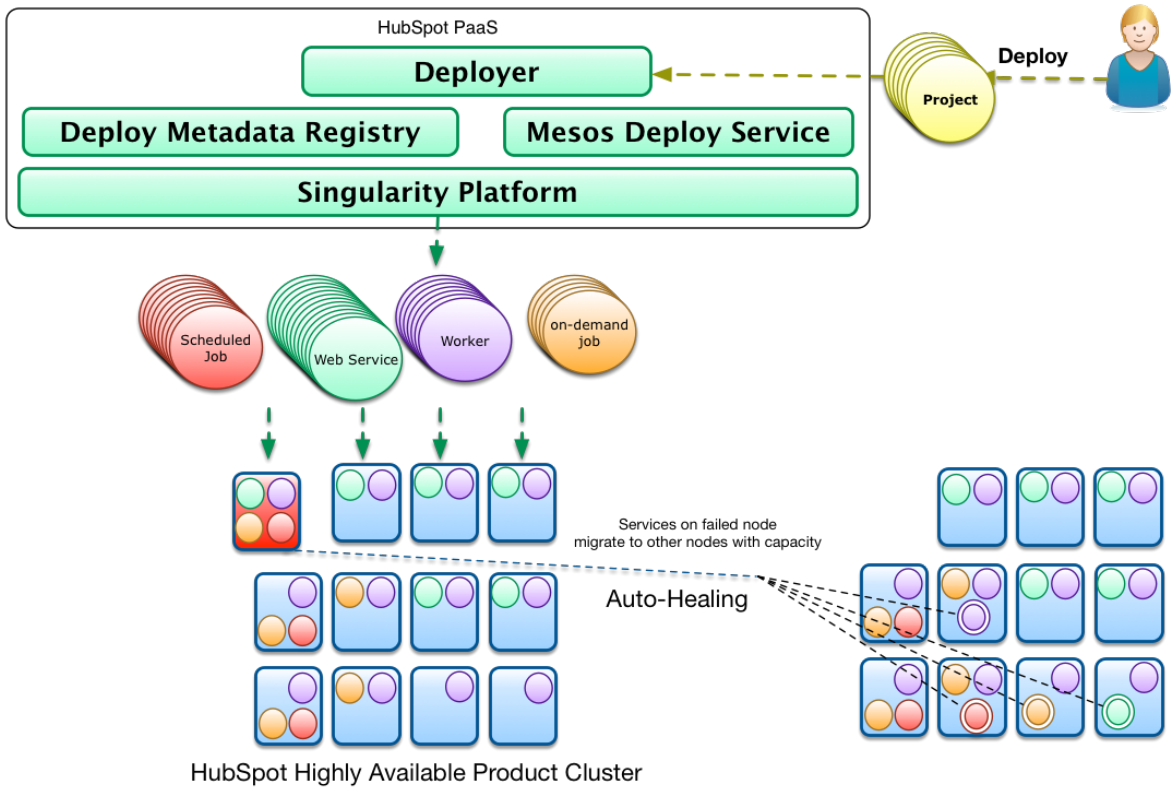 HubSpot PaaS
Deployer
Deploy
Project
Deploy Metadata Registry
Mesos Deploy Service
Singularity Platform
Scheduled
Job
Web Service
Worker
on-demand
job
Services on failed node
migrate to other nodes with capacity
Auto-Healing
HubSpot Highly Available Product Cluster